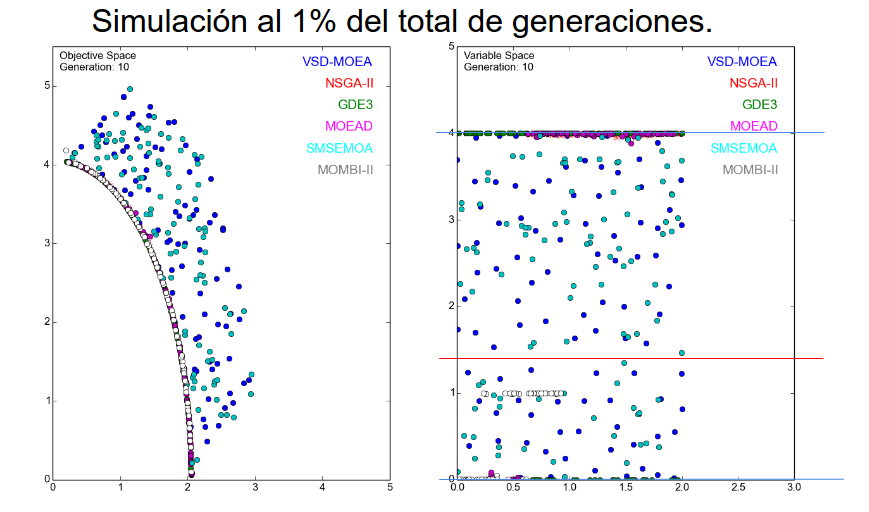 Simulación al 1% del total de generaciones.
Objective Space
Generation: 10
VSD-MOEA
NSGA-II
GDE3
MOEAD
SMSEMOA
MOMBI-II
5
4
3
2
1
0
0
1
2
3
4
5
Variable Space
Generation: 10
VSD-MOEA
NSGA-II
GDE3
MOEAD
SMSEMOA
MOMBI-II
5
4
3
2
1
0
0.0
0.5
1.0
1.5
2.0
2.5
3.0